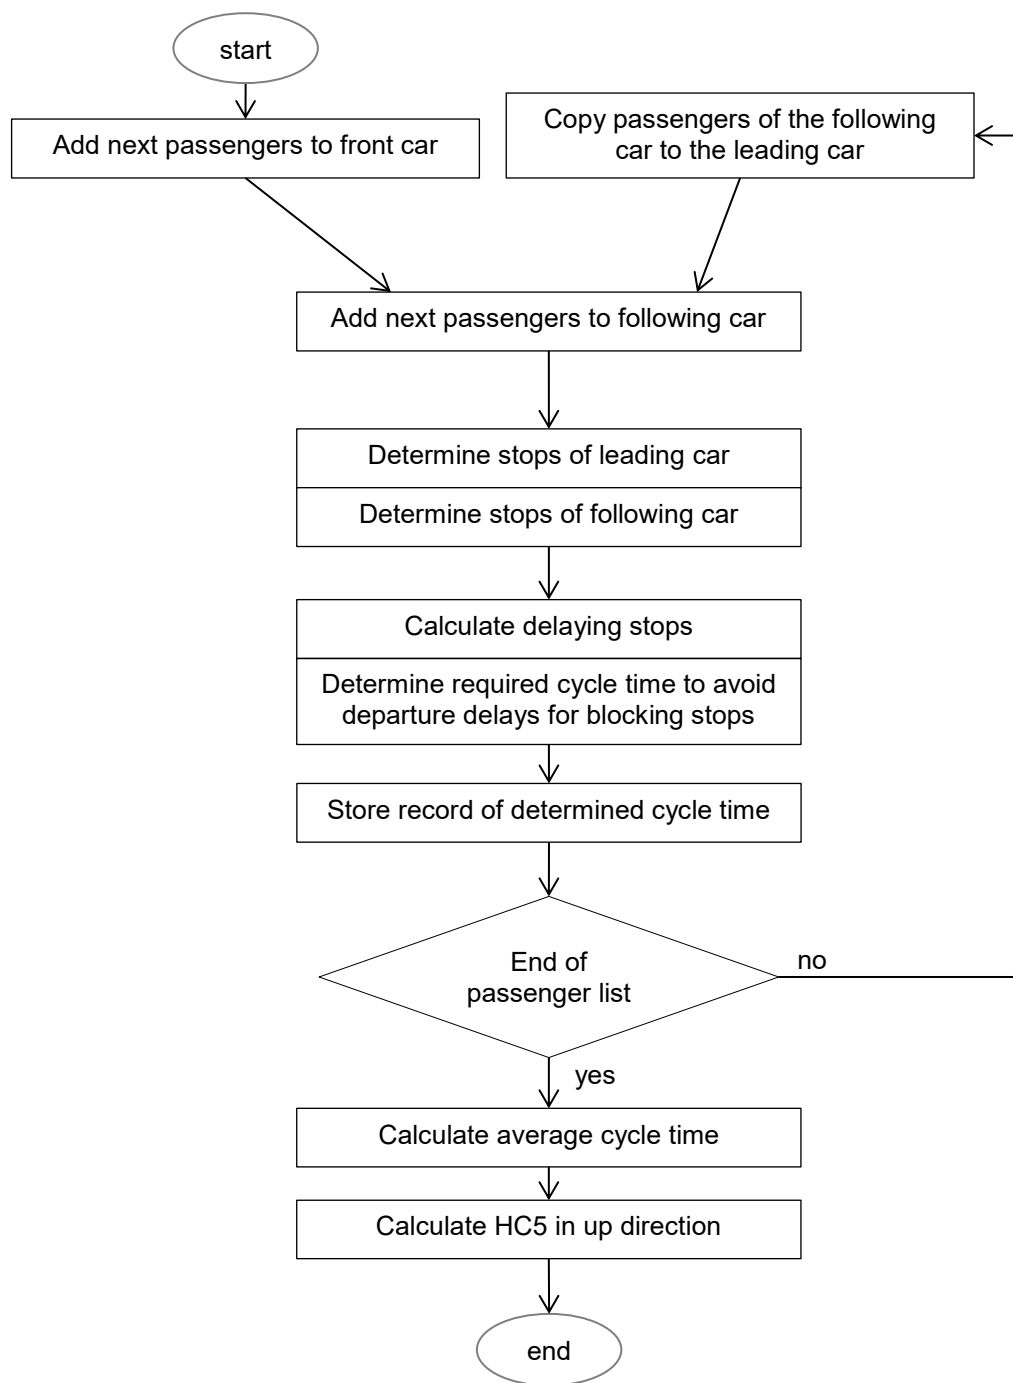 start
Add next passengers to front car
Copy passengers of the following
car to the leading car
Add next passengers to following car
Determine stops of leading car
Determine stops of following car
Calculate delaying stops
Determine required cycle time to avoid
departure delays for blocking stops
Store record of determined cycle time
End of
passenger list
no
yes
Calculate average cycle time
Calculate HC5 in up direction
end